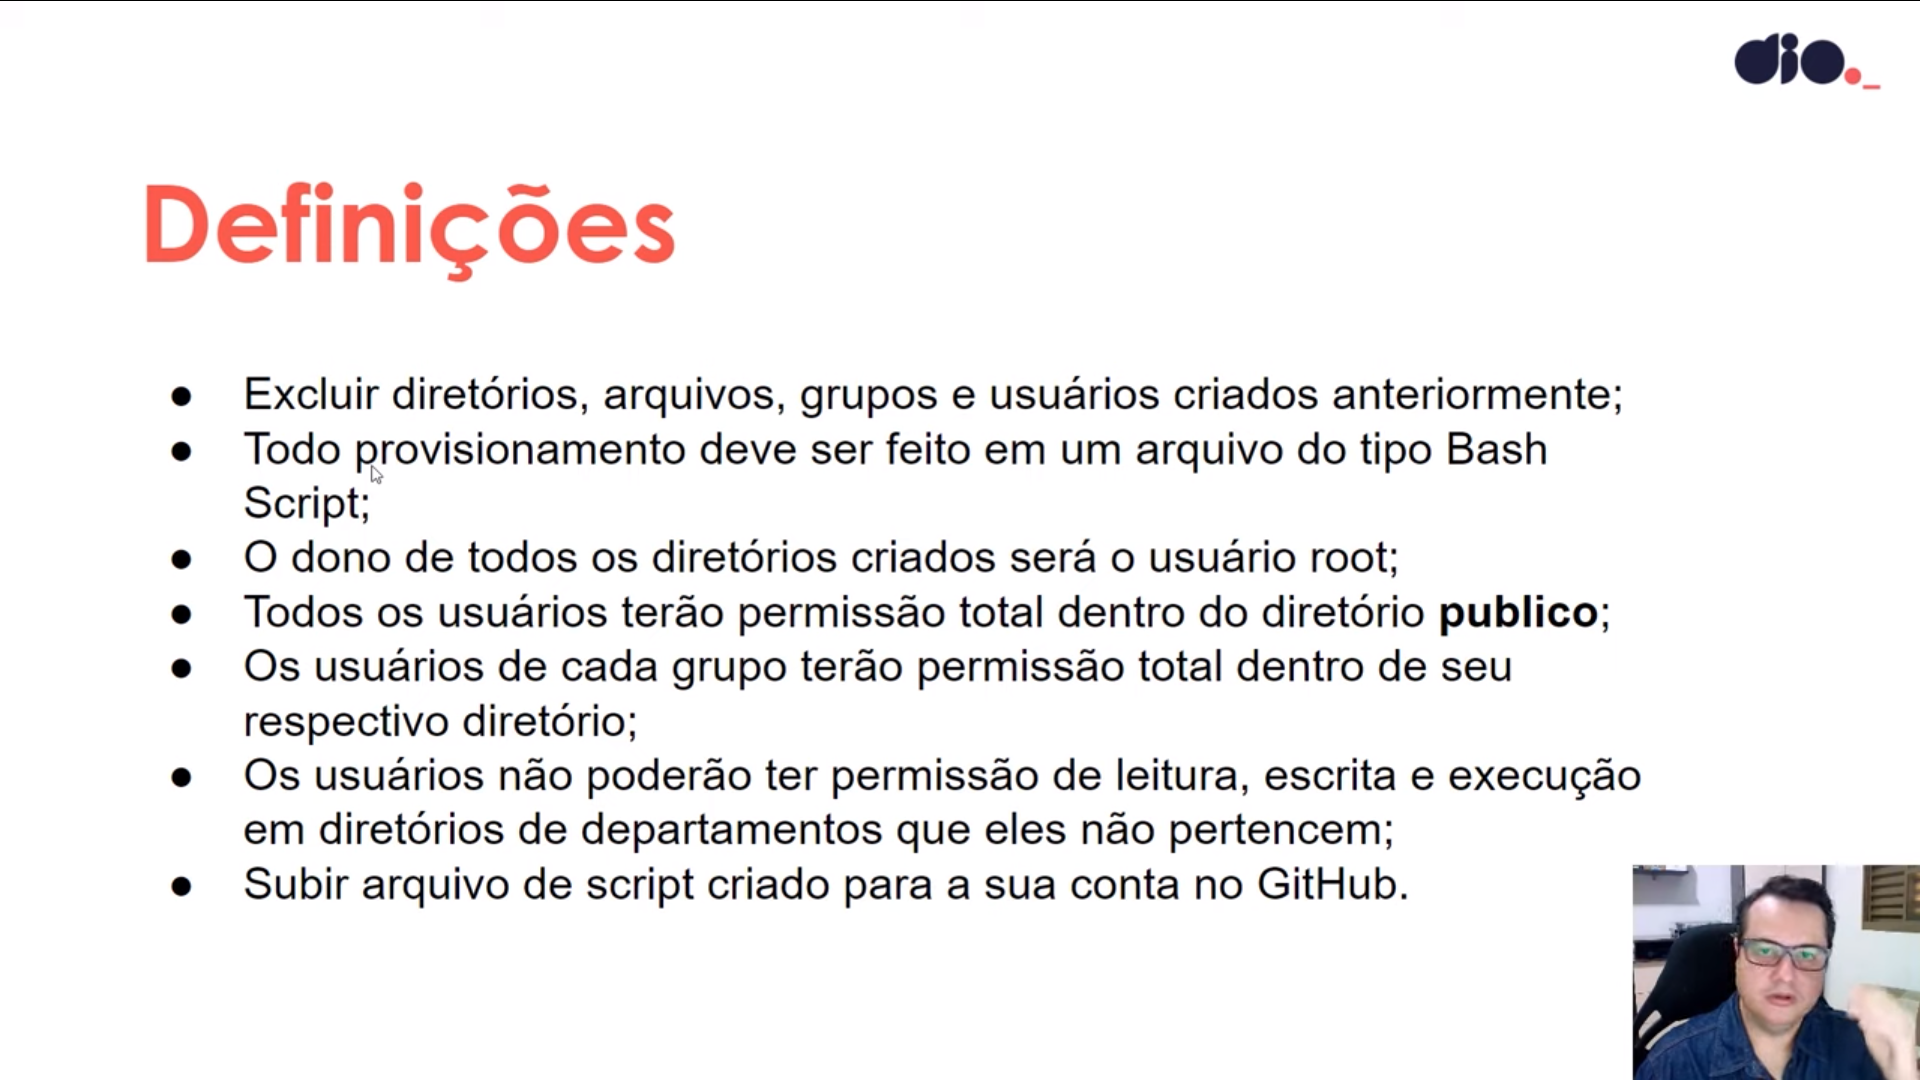 dio._
Definições
● Excluir diretórios, arquivos, grupos e usuários criados anteriormente;
● Todo provisionamento deve ser feito em um arquivo do tipo Bash
Script;
● O dono de todos os diretórios criados será o usuário root;
● Todos os usuários terão permissão total dentro do diretório publico;
● Os usuários de cada grupo terão permissão total dentro de seu
respectivo diretório;
● Os usuários não poderão ter permissão de leitura, escrita e execução
em diretórios de departamentos que eles não pertencem;
● Subir arquivo de script criado para a sua conta no GitHub.